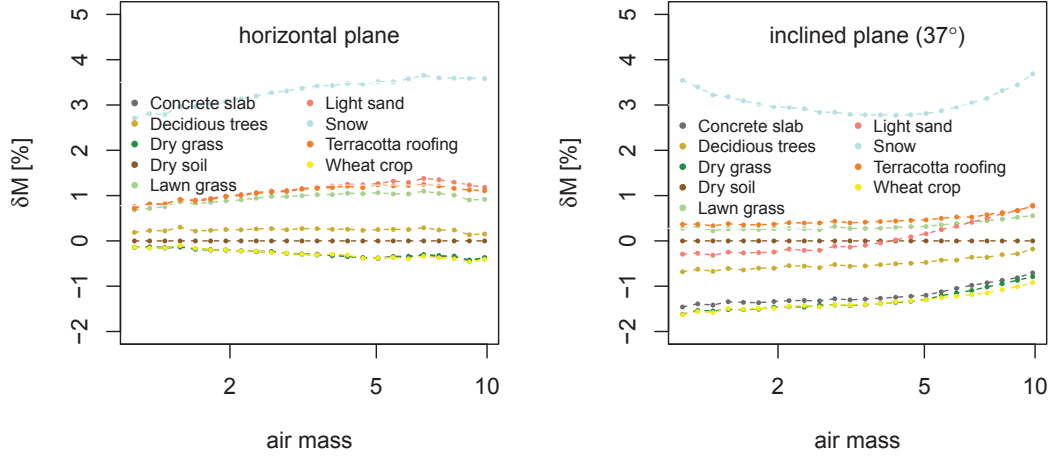 horizontal plane
δM [%]
5
4
3
2
1
0
−1
−2
Concrete slab
Decidious trees
Dry grass
Dry soil
Lawn grass
Light sand
Snow
Terracotta roofing
Wheat crop
2
5
10
air mass
inclined plane (37°)
δM [%]
5
4
3
2
1
0
−1
−2
Concrete slab
Decidious trees
Dry grass
Dry soil
Lawn grass
Light sand
Snow
Terracotta roofing
Wheat crop
2
5
10
air mass